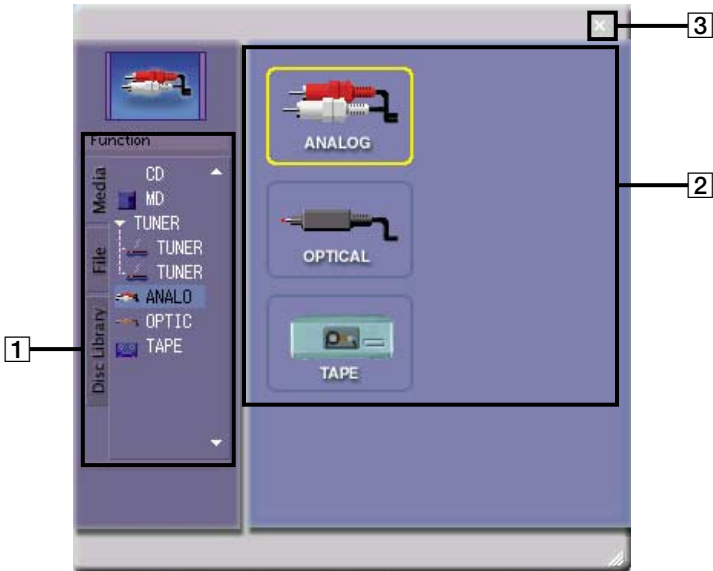 3
Function
Media
File
Disc Library
CD
MD
TUNER
TUNER
TUNER
ANALO
OPTIC
TAPE
ANALOG
OPTICAL
TAPE
2
1